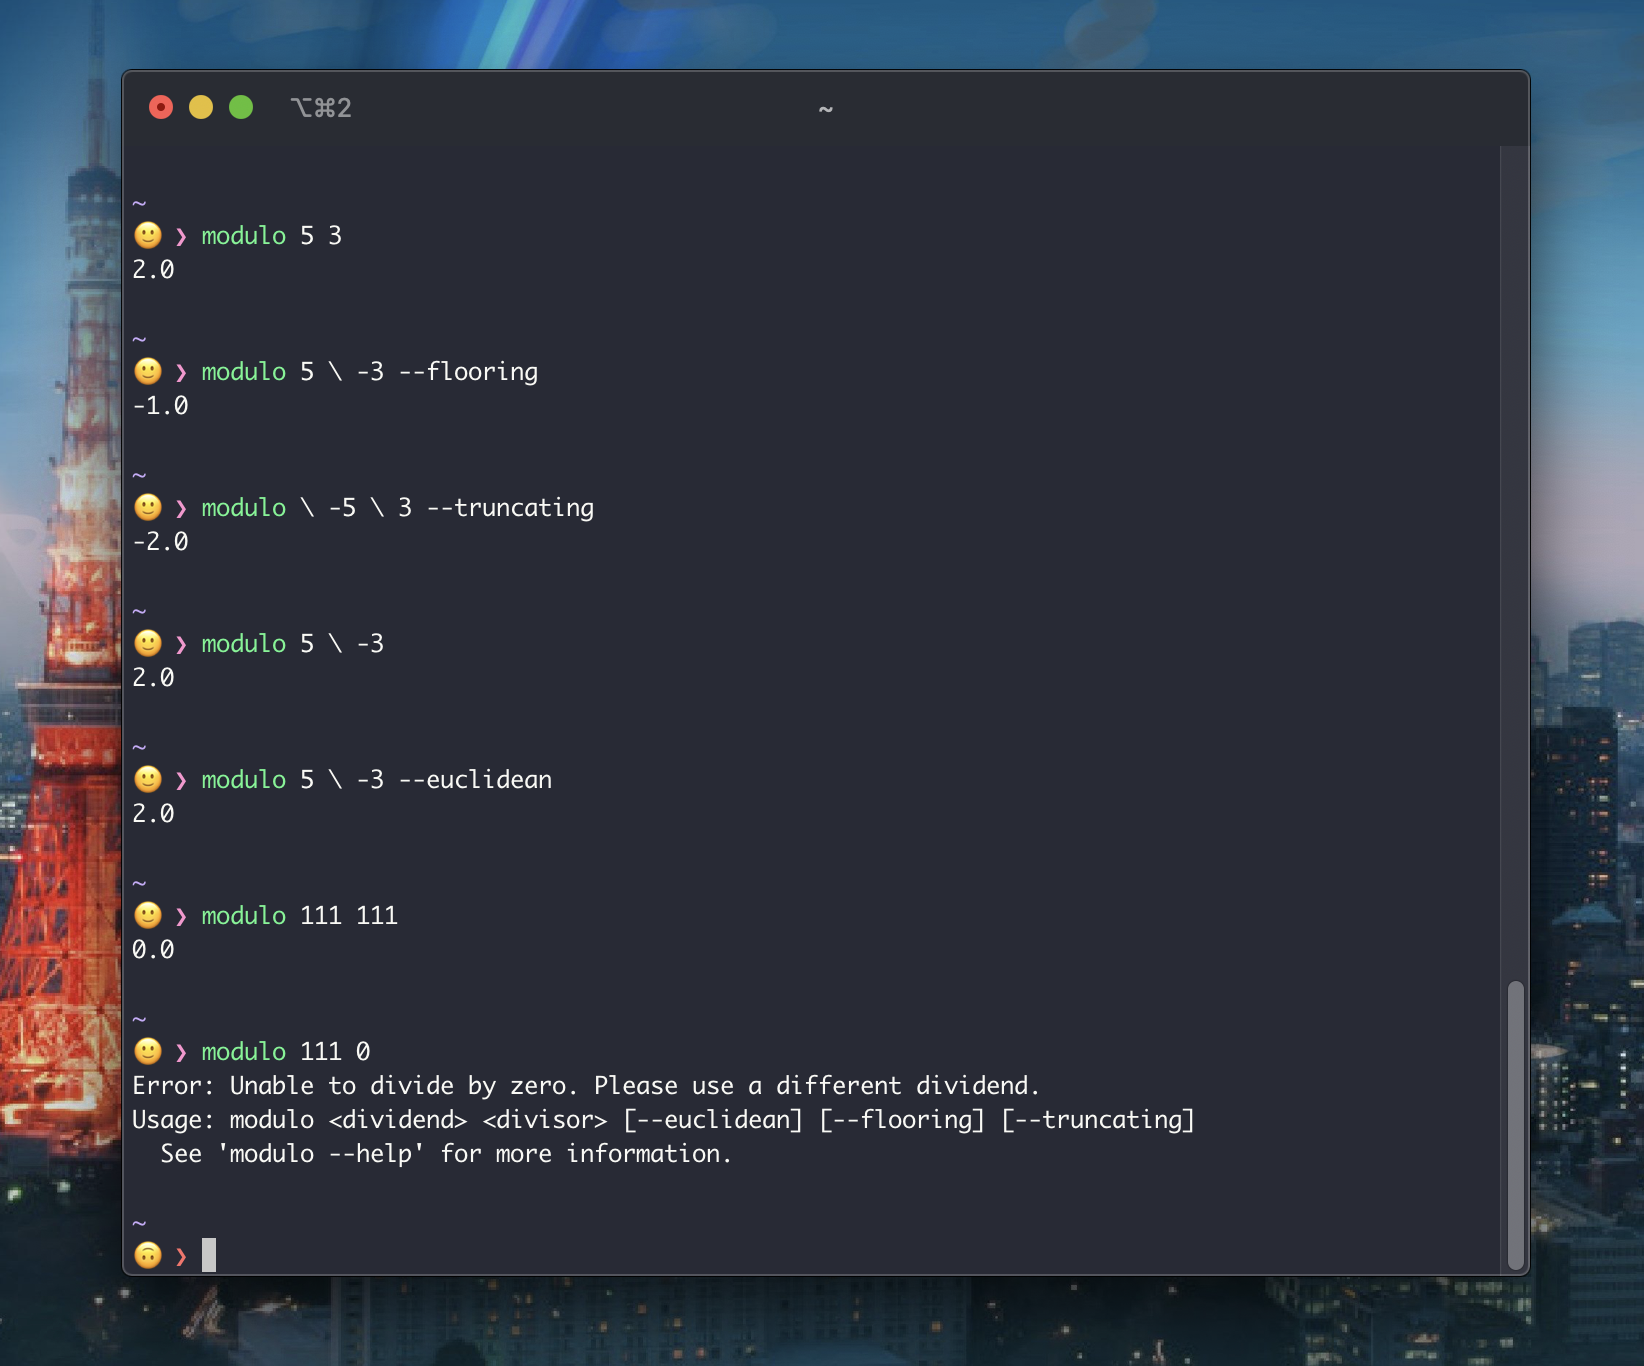 ⌥⌘2
~
~
🙂 ❯ modulo 5 3
2.0
~
🙂 ❯ modulo 5 \ -3 --flooring
-1.0
~
🙂 ❯ modulo \ -5 \ 3 --truncating
-2.0
~
🙂 ❯ modulo 5 \ -3
2.0
~
🙂 ❯ modulo 5 \ -3 --euclidean
2.0
~
🙂 ❯ modulo 111 111
0.0
~
🙂 ❯ modulo 111 0
Error: Unable to divide by zero. Please use a different dividend.
Usage: modulo <dividend> <divisor> [--euclidean] [--flooring] [--truncating]
See 'modulo --help' for more information.
~
🙃 ❯